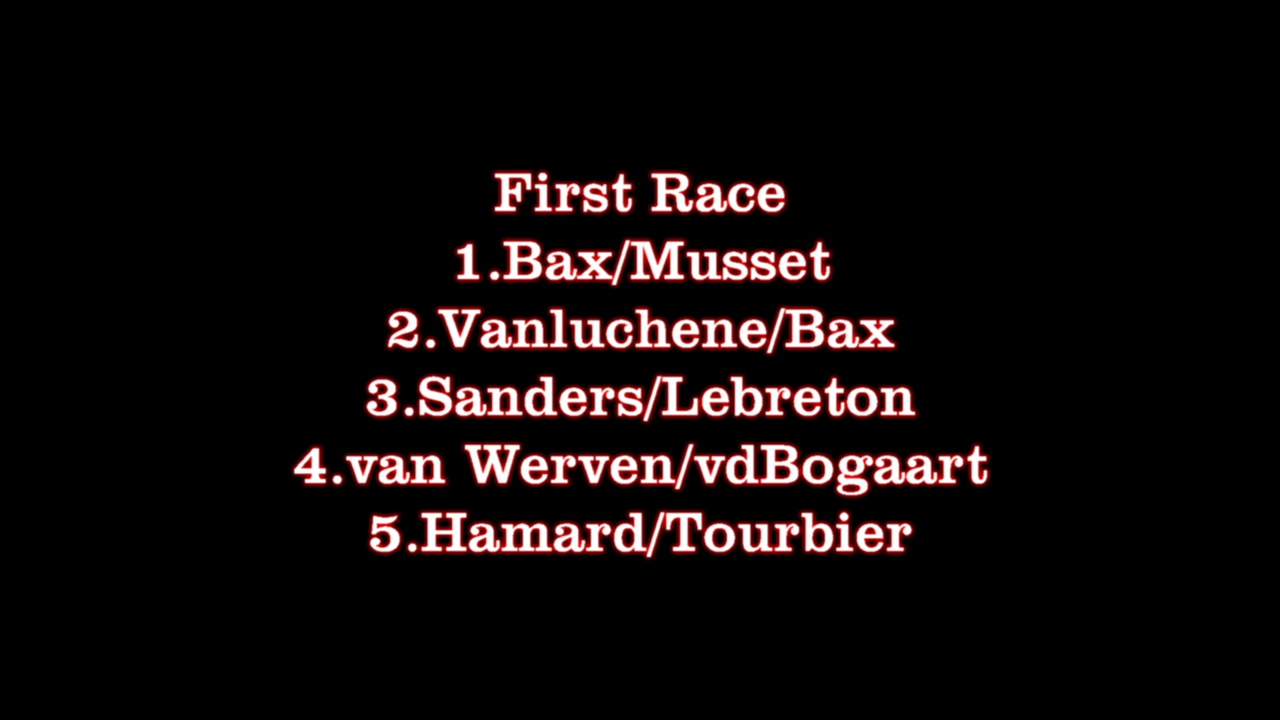 First Race
1.Bax/Musset
2.Vanluchene/Bax
3.Sanders/Lebreton
4.van Werven/vdBogaart
5.Hamard/Tourbier